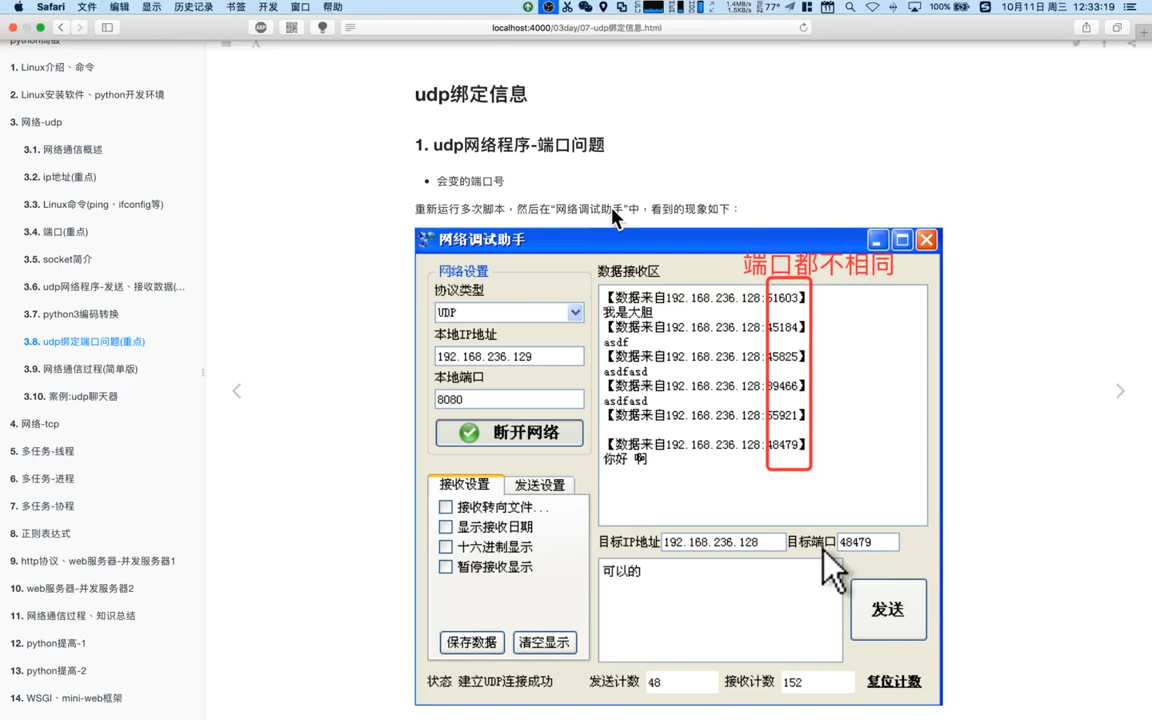 Safari 文件 编辑 显示 历史记录 书签 开发 窗口 帮助
1.4MB/s
1.5KB/s
77°
100%
10月11日 周三 12:33:19
localhost:4000/03day/07-udp绑定信息.html
1. Linux介绍、命令
2. Linux安装软件、python开发环境
3. 网络-udp
3.1. 网络通信概述
3.2. ip地址(重点)
3.3. Linux命令(ping、ifconfig等)
3.4. 端口(重点)
3.5. socket简介
3.6. udp网络程序-发送、接收数据(...
3.7. python3编码转换
3.8. udp绑定端口问题(重点)
3.9. 网络通信过程(简单版)
3.10. 案例:udp聊天器
4. 网络-tcp
5. 多任务-线程
6. 多任务-进程
7. 多任务-协程
8. 正则表达式
9. http协议、web服务器-并发服务器1
10. web服务器-并发服务器2
11. 网络通信过程、知识总结
12. python提高-1
13. python提高-2
14. WSGI、mini-web框架
udp绑定信息
1. udp网络程序-端口问题
• 会变的端口号
重新运行多次脚本，然后在“网络调试助手”中，看到的现象如下：
网络调试助手
网络设置
协议类型
UDP
本地IP地址
192.168.236.129
本地端口
8080
断开网络
接收设置 发送设置
接收转向文件...
显示接收日期
十六进制显示
暂停接收显示
保存数据 清空显示
数据接收区
端口都不相同
【数据来自192.168.236.128:51603】
我是大胆
【数据来自192.168.236.128:45184】
asdf
【数据来自192.168.236.128:45825】
asdfasd
【数据来自192.168.236.128:39466】
asdfasd
【数据来自192.168.236.128:55921】
【数据来自192.168.236.128:48479】
你好 啊
目标IP地址 192.168.236.128 目标端口 48479
可以的
发送
状态 建立UDP连接成功 发送计数 48 接收计数 152 复位计数